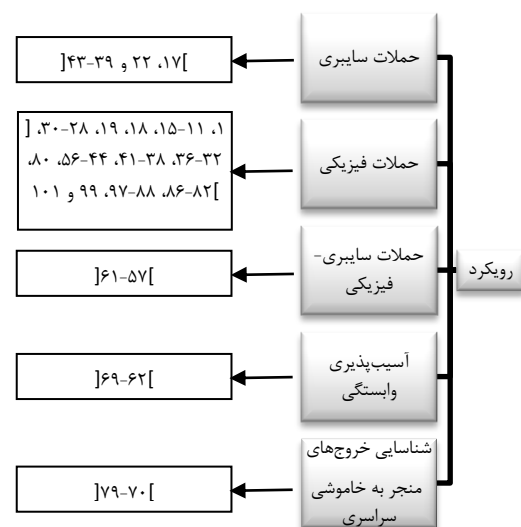 رویکرد
حملات سایبری
[۱۷، ۲۲ و ۳۹-۴۳]
حملات فیزیکی
[۱، ۱۱-۱۵، ۱۸، ۱۹، ۲۸-۳۰،
۳۲-۳۶، ۳۸-۴۱، ۴۴-۵۶، ۸۰،
۸۲-۸۶، ۸۸-۹۷، ۹۹ و ۱۰۱]
حملات سایبری-
فیزیکی
[۵۷-۶۱]
آسیب‌پذیری
وابستگی
[۶۲-۶۹]
شناسایی خروج‌های
منجر به خاموشی
سراسری
[۷۰-۷۹]